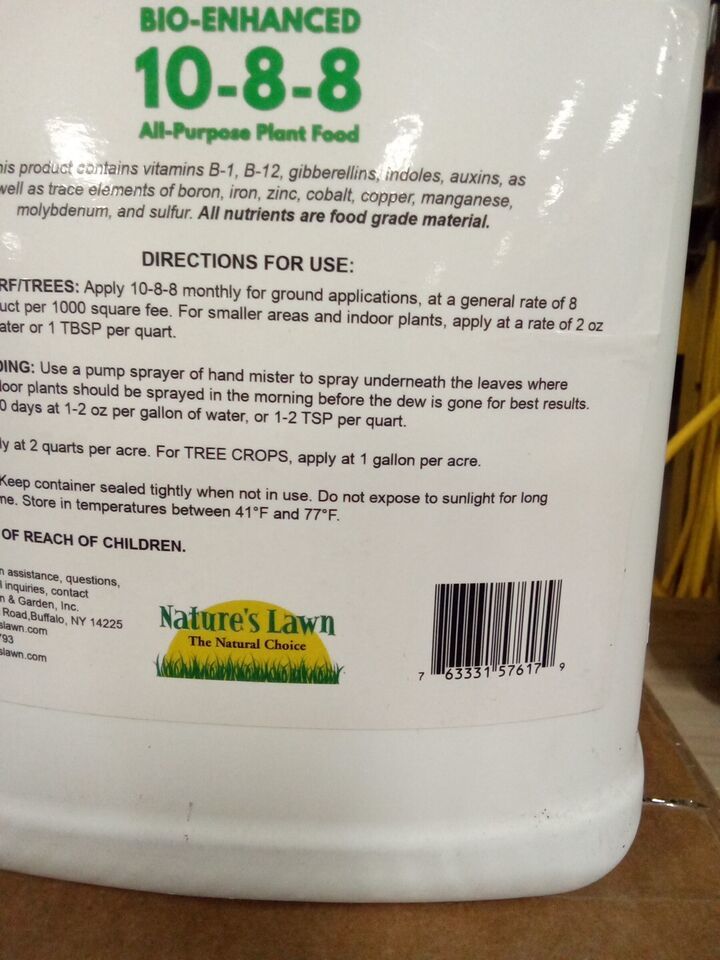 BIO-ENHANCED
10-8-8
All-Purpose Plant Food
his product contains vitamins B-1, B-12, gibberellins, indoles, auxins, as
well as trace elements of boron, iron, zinc, cobalt, copper, manganese,
molybdenum, and sulfur. All nutrients are food grade material.
DIRECTIONS FOR USE:
RF/TREES: Apply 10-8-8 monthly for ground applications, at a general rate of 8
uct per 1000 square fee. For smaller areas and indoor plants, apply at a rate of 2 oz
ater or 1 TBSP per quart.
DING: Use a pump sprayer of hand mister to spray underneath the leaves where
oor plants should be sprayed in the morning before the dew is gone for best results.
0 days at 1-2 oz per gallon of water, or 1-2 TSP per quart.
ly at 2 quarts per acre. For TREE CROPS, apply at 1 gallon per acre.
Keep container sealed tightly when not in use. Do not expose to sunlight for long
me. Store in temperatures between 41°F and 77°F.
OF REACH OF CHILDREN.
n assistance, questions,
l inquiries, contact
n & Garden, Inc.
Road,Buffalo, NY 14225
slawn.com
793
slawn.com
Nature's Lawn
The Natural Choice
7 63331 57617 9